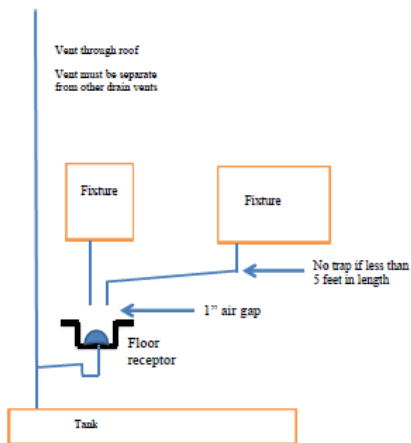 Vent through roof
Vent must be separate
from other drain vents
Fixture
Fixture
No trap if less than
5 feet in length
1” air gap
Floor
receptor
Tank